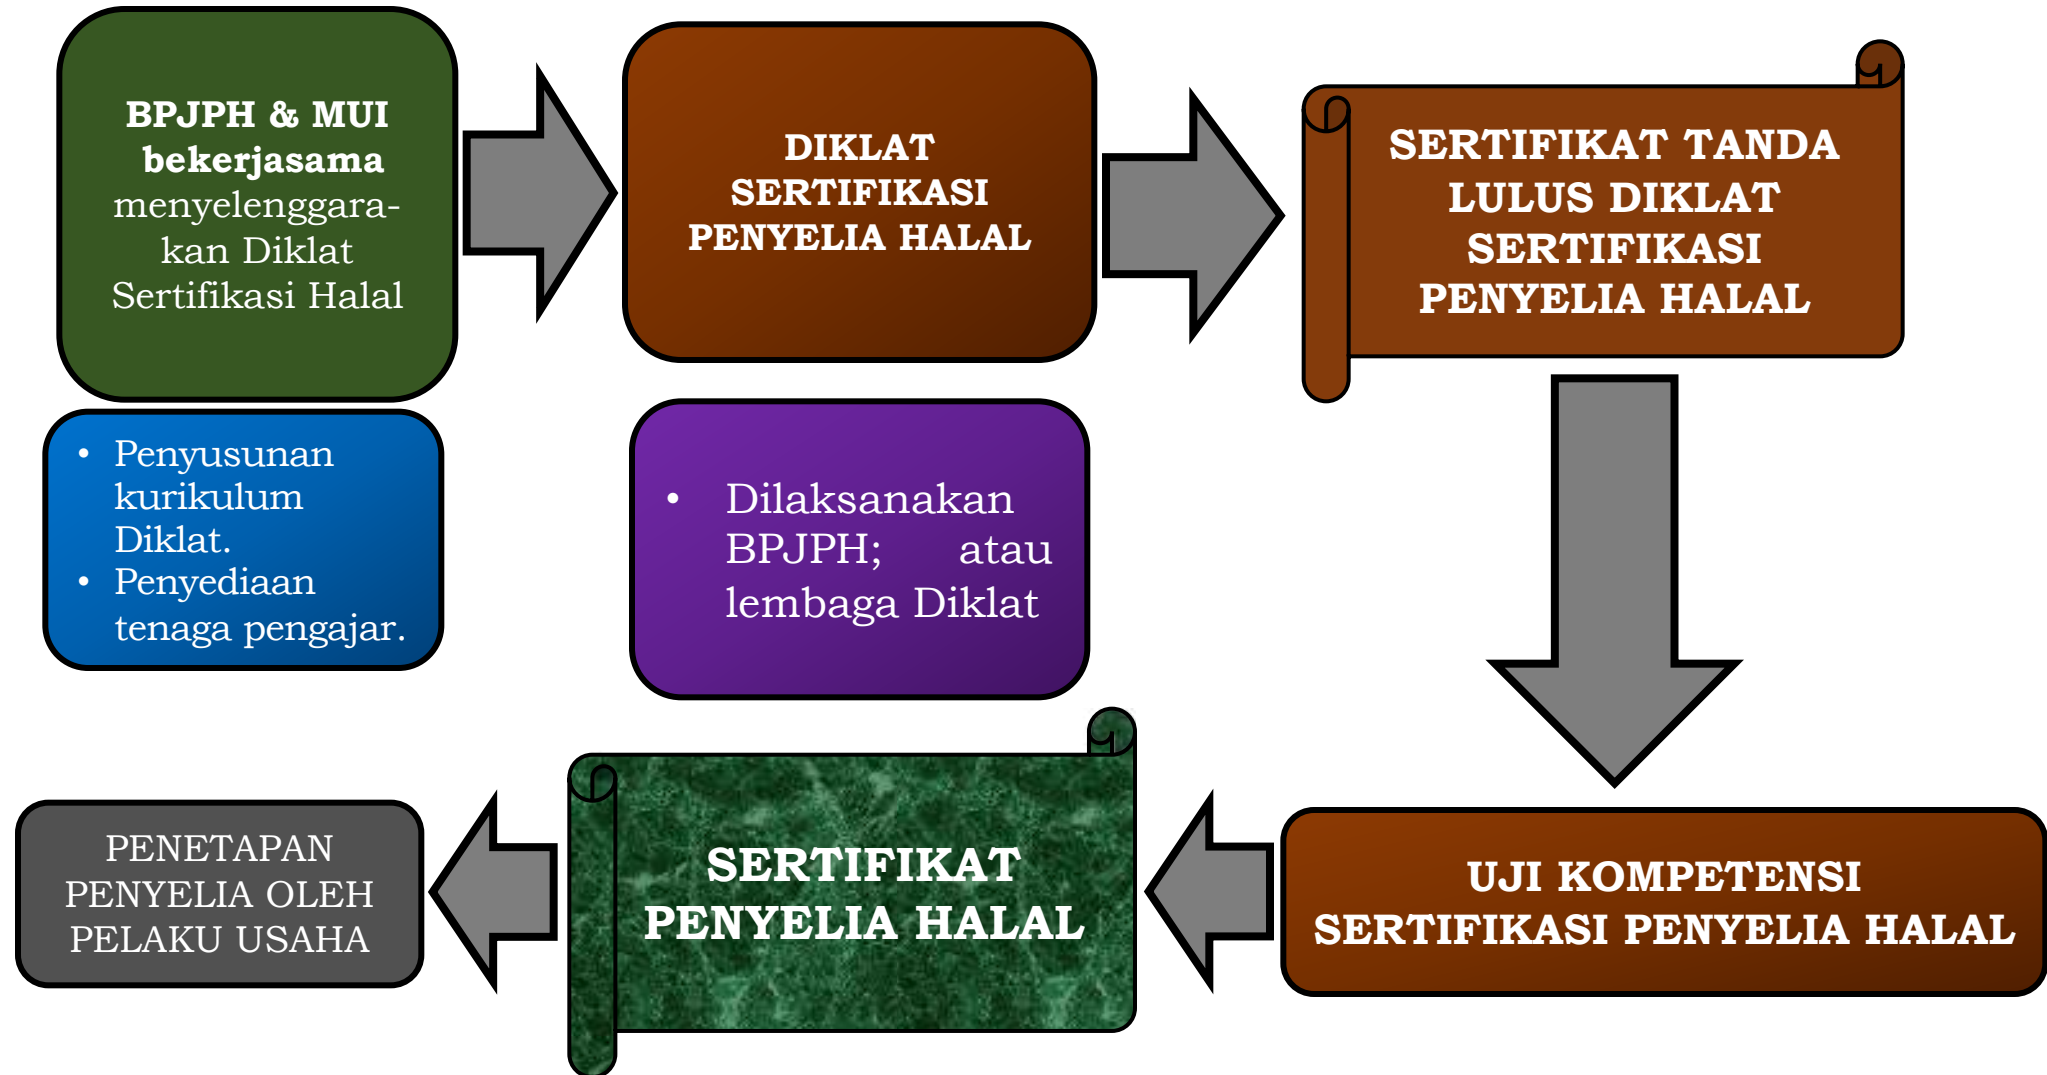 BPJPH & MUI
bekerjasama
menyelenggara-
kan Diklat
Sertifikasi Halal
• Penyusunan
kurikulum
Diklat.
• Penyediaan
tenaga pengajar.
DIKLAT
SERTIFIKASI
PENYELIA HALAL
• Dilaksanakan
BPJPH; atau
lembaga Diklat
SERTIFIKAT TANDA
LULUS DIKLAT
SERTIFIKASI
PENYELIA HALAL
UJI KOMPETENSI
SERTIFIKASI PENYELIA HALAL
SERTIFIKAT
PENYELIA HALAL
PENETAPAN
PENYELIA OLEH
PELAKU USAHA